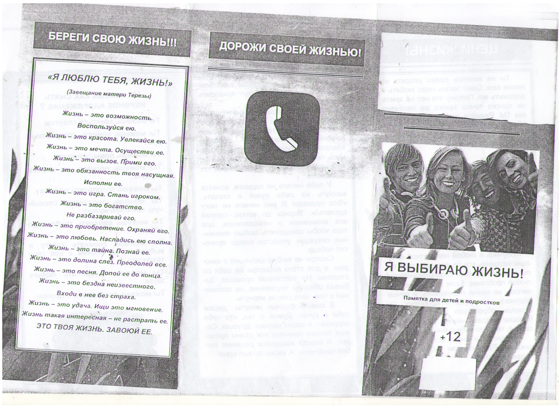 БЕРЕГИ СВОЮ ЖИЗНЬ!!!
«Я ЛЮБЛЮ ТЕБЯ, ЖИЗНЬ!»
(Завещание матери Терезы)
Жизнь – это возможность.
Воспользуйся ею.
Жизнь – это красота. Увлекайся ею.
Жизнь – это мечта. Осуществи ее.
Жизнь – это вызов. Прими его.
Жизнь – это обязанность твоя насущная.
Исполни ее.
Жизнь – это игра. Стань игроком.
Жизнь – это богатство.
Не разбазаривай его.
Жизнь – это приобретение. Охраняй его.
Жизнь – это любовь. Насладись ею сполна.
Жизнь – это тайна. Познай ее.
Жизнь – это долина слез. Преодолей все.
Жизнь – это песня. Допой ее до конца.
Жизнь – это бездна неизвестного.
Входи в нее без страха.
Жизнь – это удача. Ищи это мгновение.
Жизнь такая интересная – не растрать ее.
ЭТО ТВОЯ ЖИЗНЬ. ЗАВОЮЙ ЕЕ.
ДОРОЖИ СВОЕЙ ЖИЗНЬЮ!
Я ВЫБИРАЮ ЖИЗНЬ!
Памятка для детей и подростков
+12